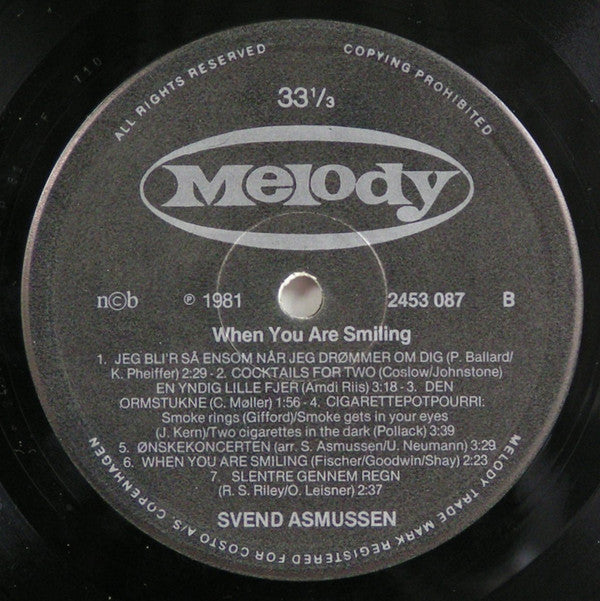 ALL RIGHTS RESERVED
COPYING PROHIBITED
33 1/3
Melody
n©b
℗ 1981
2453 087
B
When You Are Smiling
1. JEG BLI'R SÅ ENSOM NÅR JEG DRØMMER OM DIG (P. Ballard/
K. Pheiffer) 2:29 - 2. COCKTAILS FOR TWO (Coslow/Johnstone)
EN YNDIG LILLE FJER (Amdi Riis) 3:18 - 3. DEN
ORMSTUKNE (C. Møller) 1:56 - 4. CIGARETTEPOTPOURRI:
Smoke rings (Gifford)/Smoke gets in your eyes
(J. Kern)/Two cigarettes in the dark (Pollack) 3:39
5. ØNSKEKONCERTEN (arr. S. Asmussen/U. Neumann) 3:29
6. WHEN YOU ARE SMILING (Fischer/Goodwin/Shay) 2:23
7. SLENTRE GENNEM REGN
(R. S. Riley/O. Leisner) 2:37
SVEND ASMUSSEN
MELODY TRADE MARK REGISTERED FOR COSTO A/S COPENHAGEN